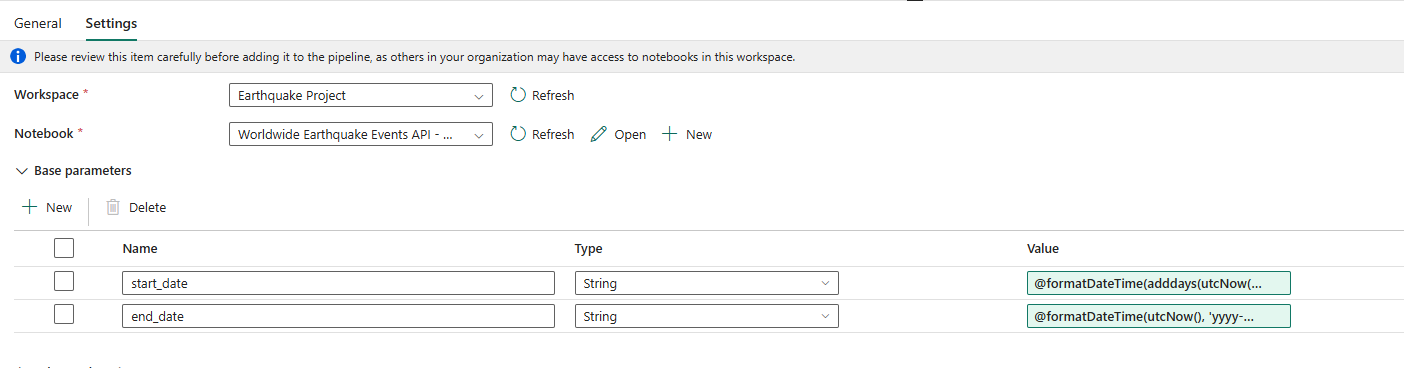 General Settings
Please review this item carefully before adding it to the pipeline, as others in your organization may have access to notebooks in this workspace.
Workspace * Earthquake Project Refresh
Notebook * Worldwide Earthquake Events API - ... Refresh Open New
Base parameters
New Delete
Name Type Value
start_date String @formatDateTime(adddays(utcNow(...
end_date String @formatDateTime(utcNow(), 'yyyy-...